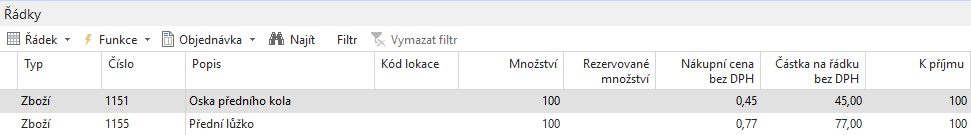 Řádky
Řádek Funkce Objednávka Najít Filtr Vymazat filtr
Typ Číslo Popis Kód lokace Množství Rezervované množství Nákupní cena bez DPH Částka na řádku bez DPH K příjmu
Zboží 1151 Oska předního kola 100 0,45 45,00 100
Zboží 1155 Přední lůžko 100 0,77 77,00 100